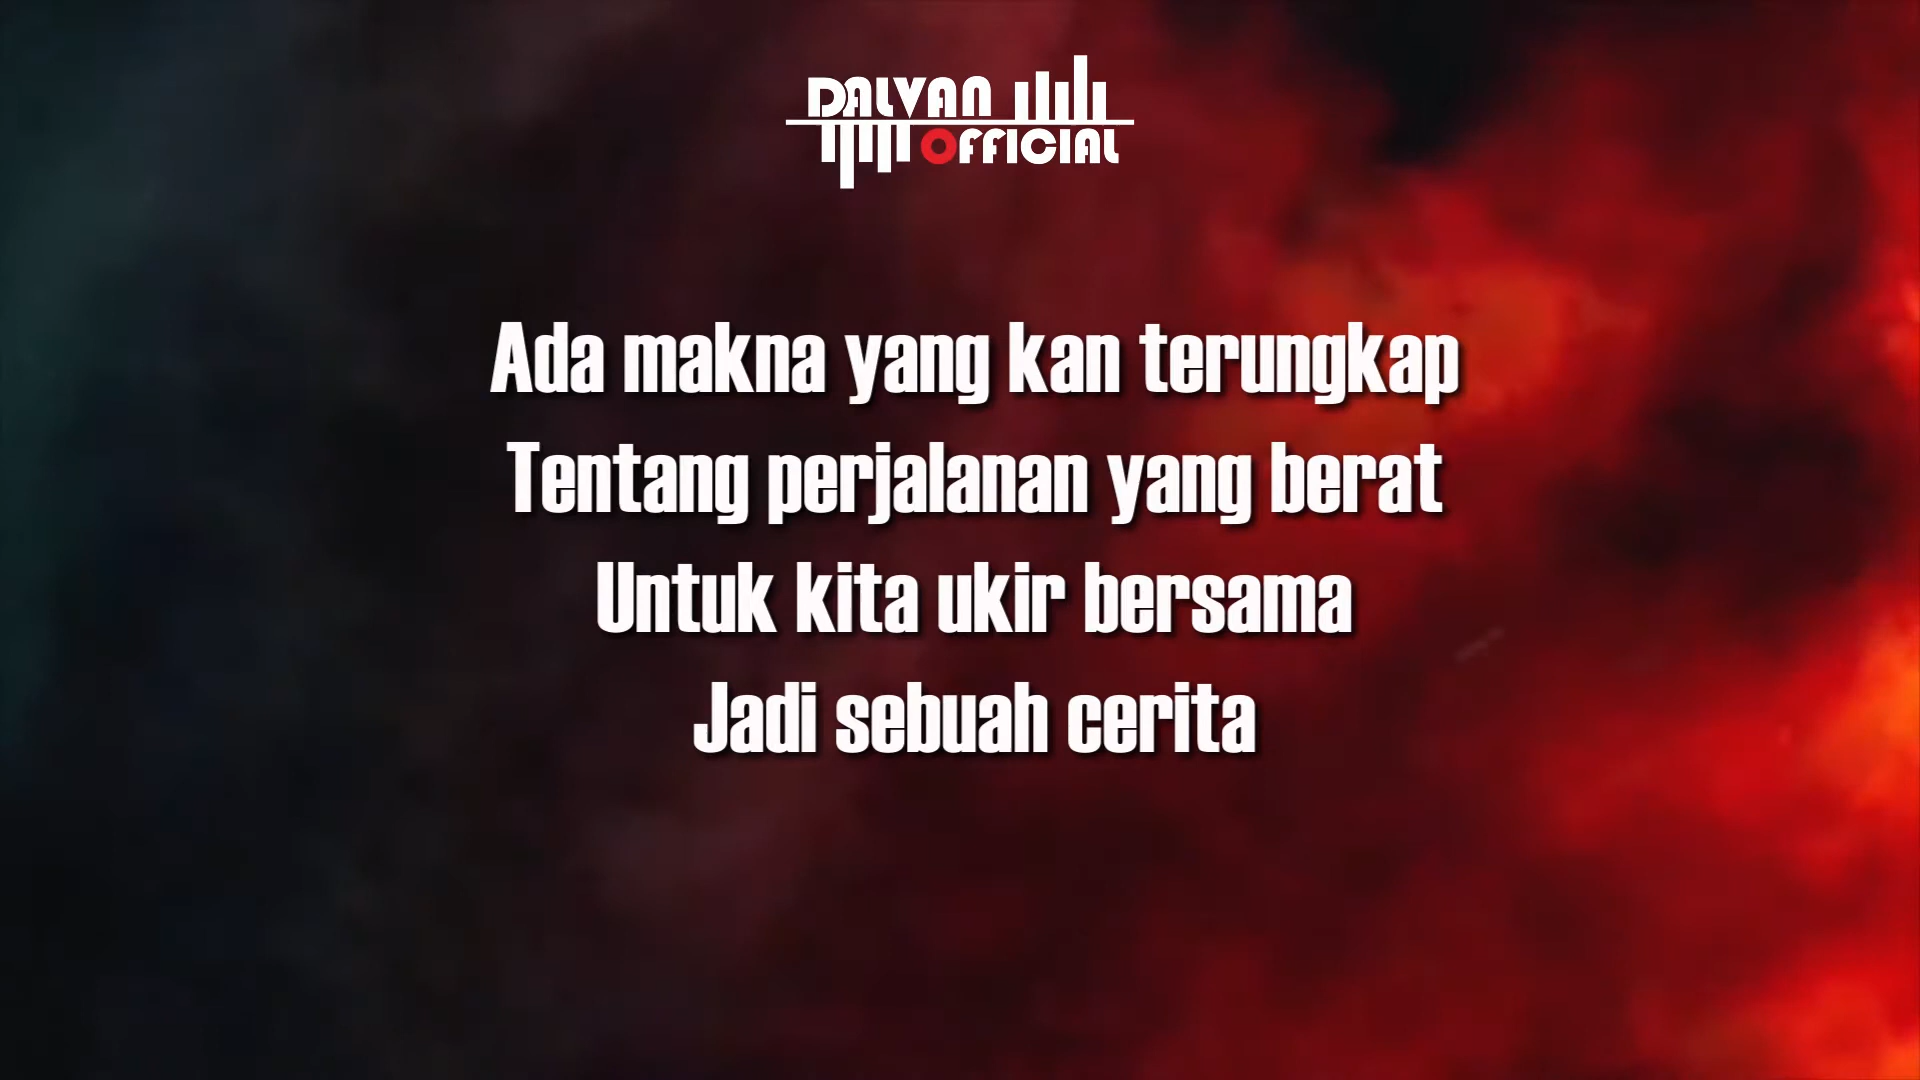 DALVAN
OFFICIAL
Ada makna yang kan terungkap
Tentang perjalanan yang berat
Untuk kita ukir bersama
Jadi sebuah cerita